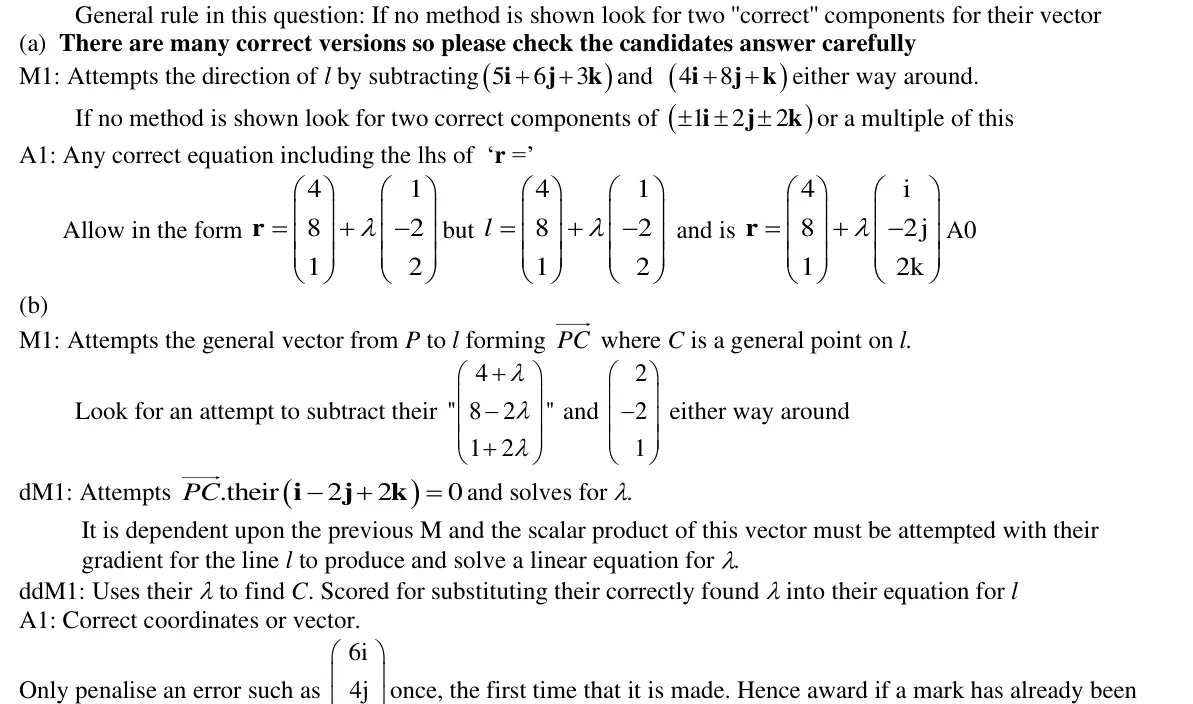 General rule in this question: If no method is shown look for two "correct" components for their vector
(a) There are many correct versions so please check the candidates answer carefully
M1: Attempts the direction of l by subtracting (5i+6j+3k) and (4i+8j+k) either way around.
If no method is shown look for two correct components of (±1i±2j±2k) or a multiple of this
A1: Any correct equation including the lhs of ‘r =’
Allow in the form r = (4 8 1) + λ (1 −2 2) but l = (4 8 1) + λ (1 −2 2) and is r = (4 8 1) + λ (i −2j 2k) A0
(b)
M1: Attempts the general vector from P to l forming PC where C is a general point on l.
Look for an attempt to subtract their "(4+λ 8−2λ 1+2λ)" and (2 −2 1) either way around
dM1: Attempts PC.their(i−2j+2k)=0 and solves for λ.
It is dependent upon the previous M and the scalar product of this vector must be attempted with their
gradient for the line l to produce and solve a linear equation for λ.
ddM1: Uses their λ to find C. Scored for substituting their correctly found λ into their equation for l
A1: Correct coordinates or vector.
Only penalise an error such as (6i 4j once, the first time that it is made. Hence award if a mark has already been